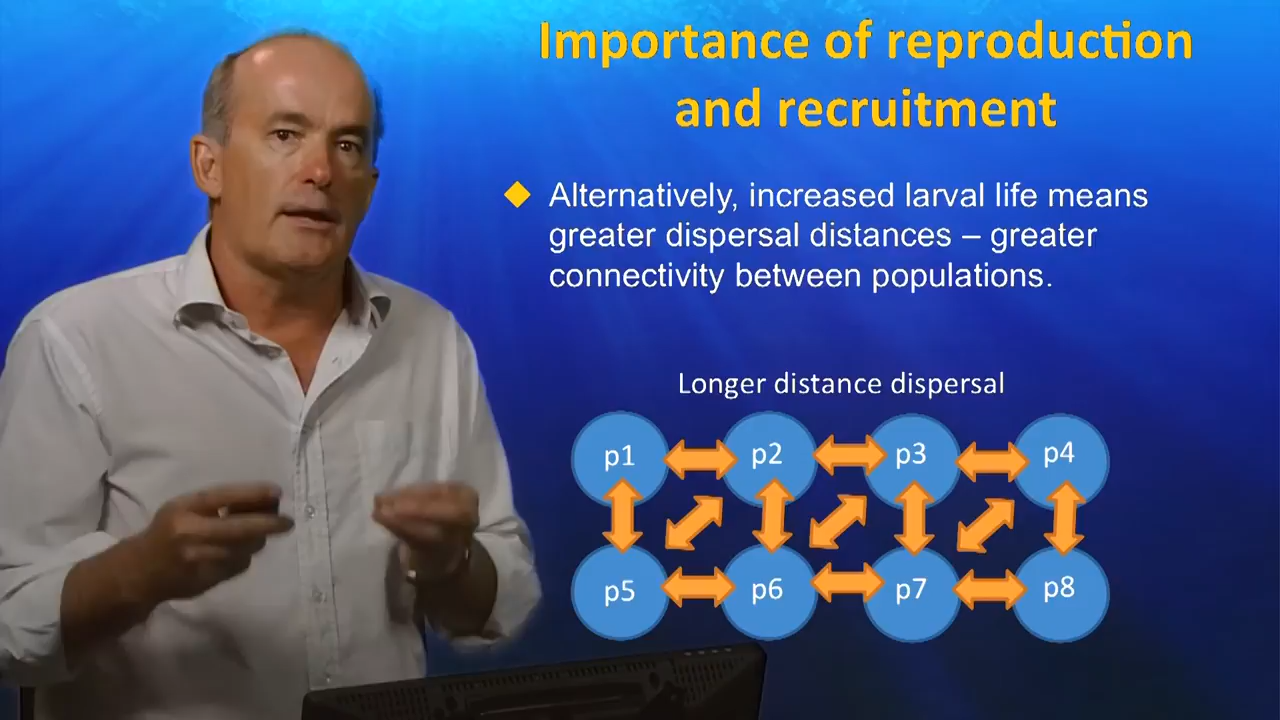 Importance of reproduction
and recruitment
Alternatively, increased larval life means
greater dispersal distances – greater
connectivity between populations.
Longer distance dispersal
p1 p2 p3 p4
p5 p6 p7 p8